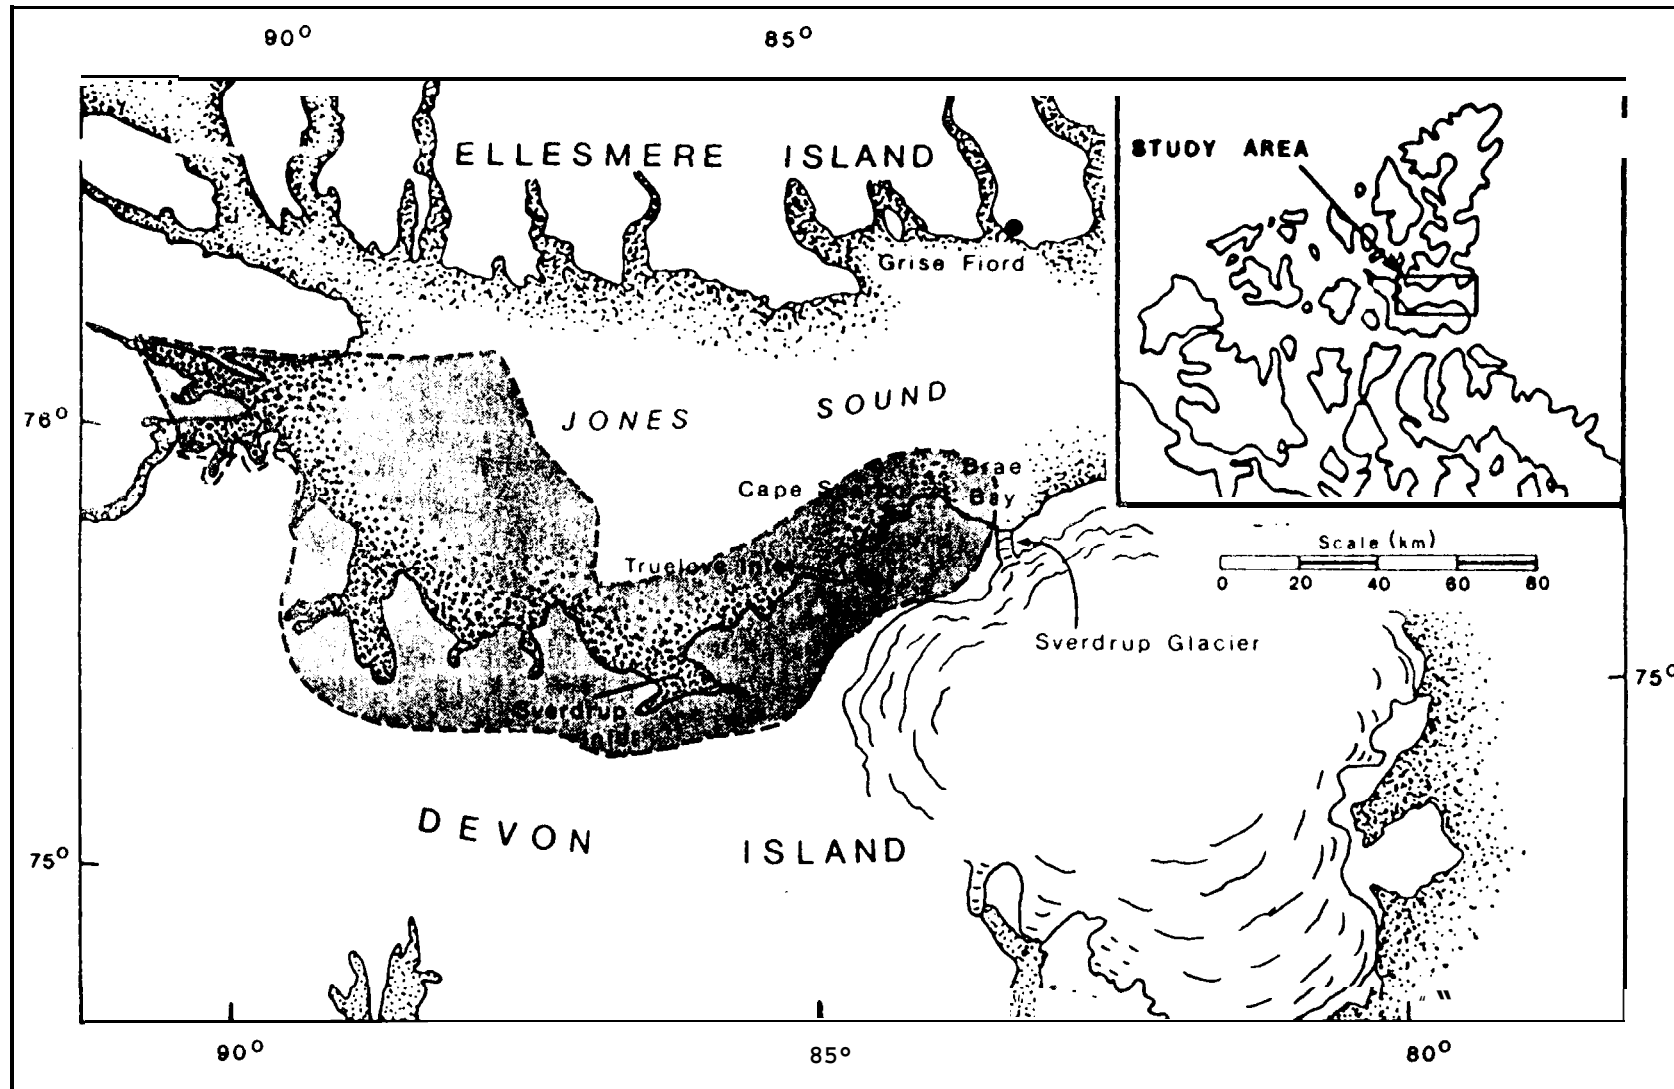 90° 85°
ELLESMERE ISLAND
STUDY AREA
Grise Fiord
76°
JONES SOUND
Brae
Cape
Bay
Scale (km)
0 20 40 60 80
Truelove
Sverdrup Glacier
75°
Sverdrup
DEVON ISLAND
75°
90° 85° 80°